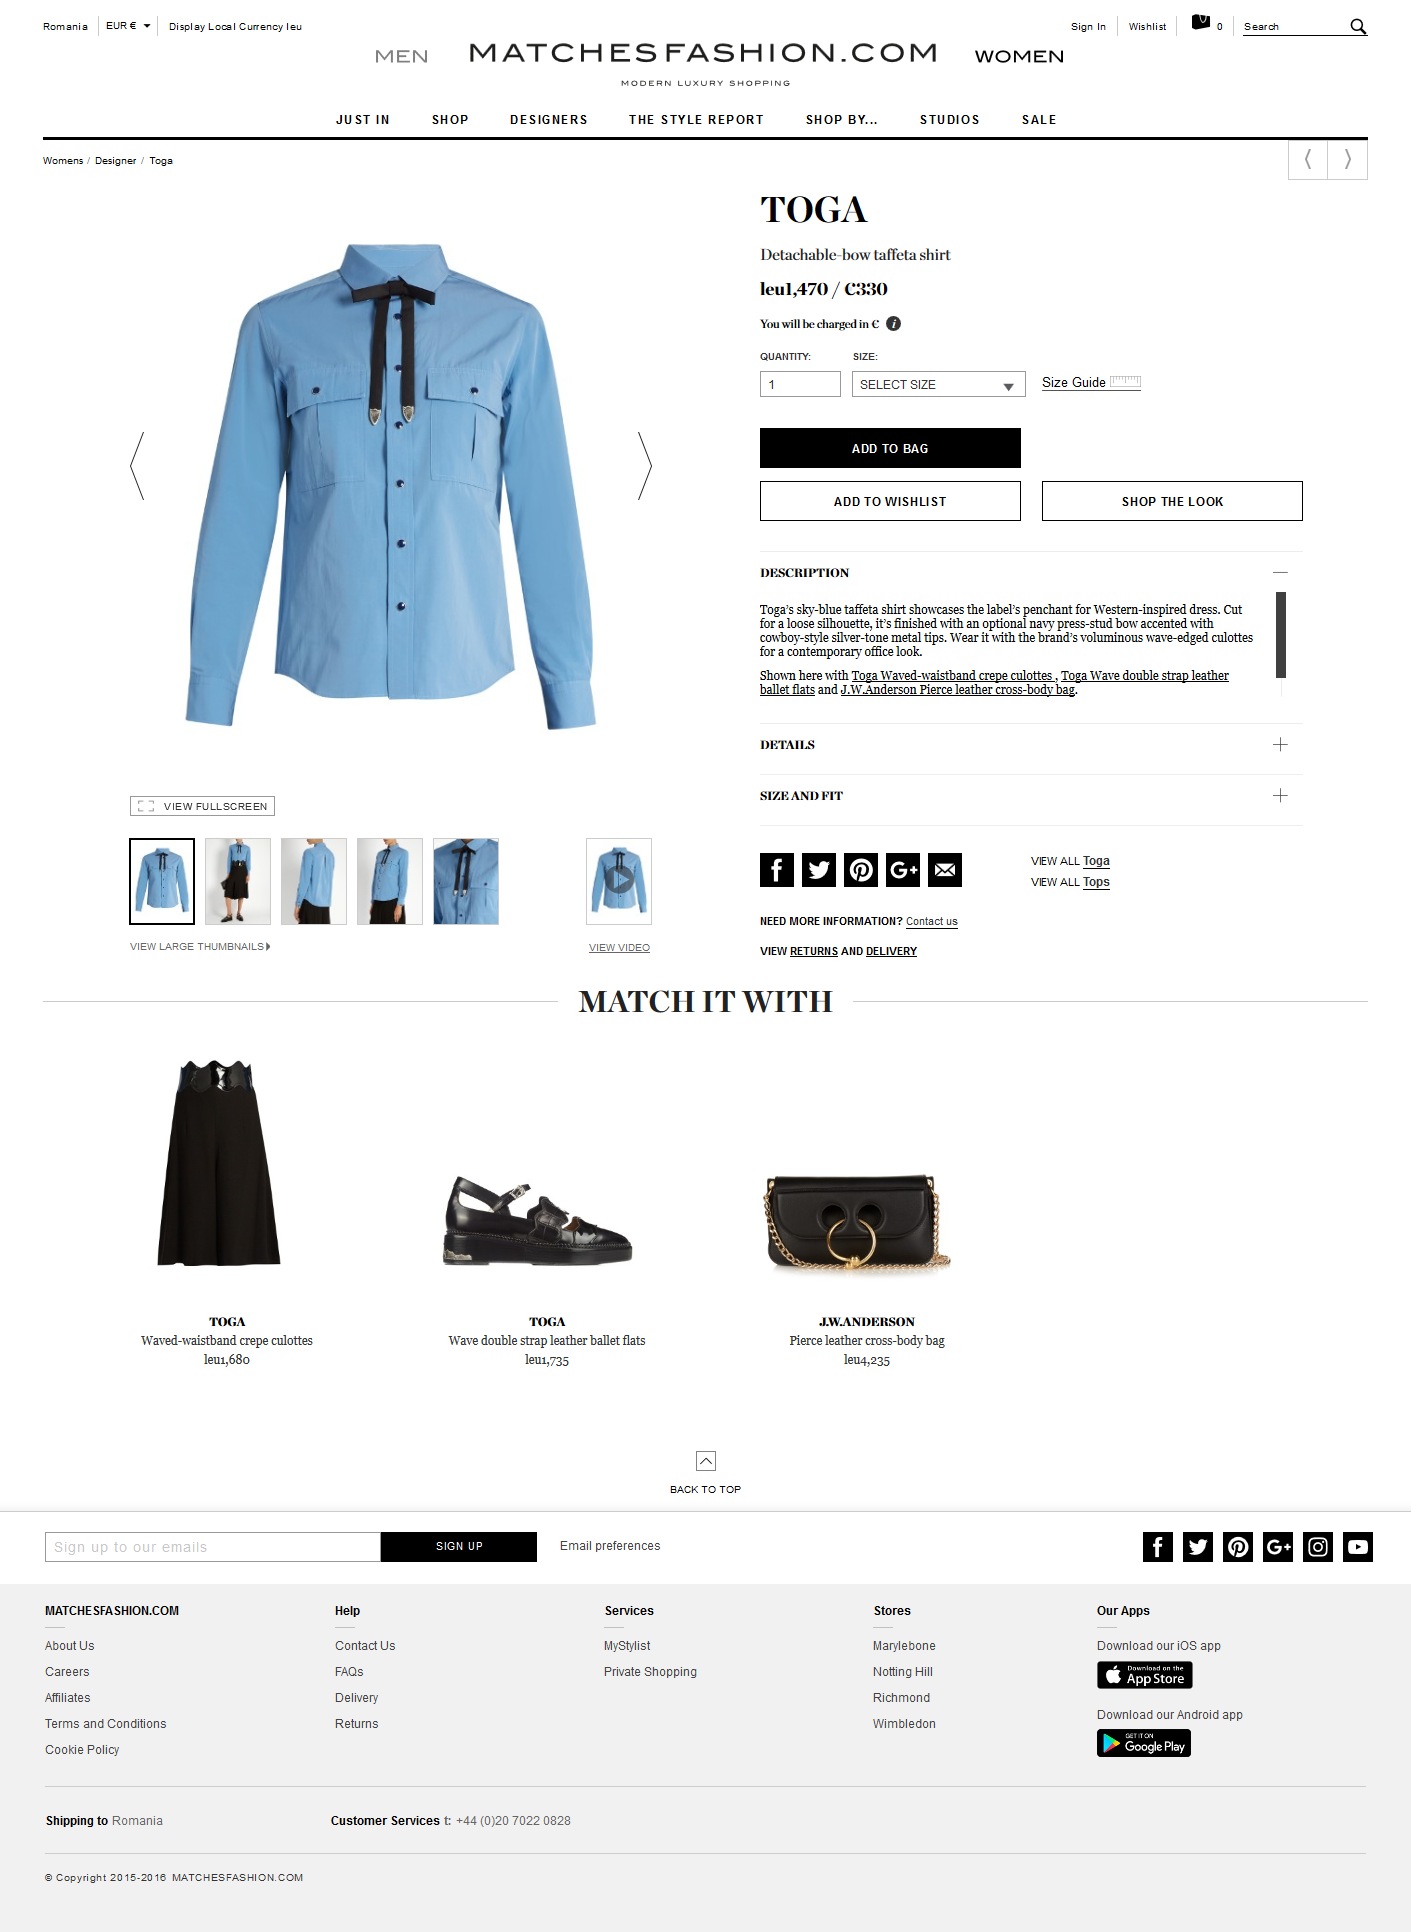 Romania EUR € Display Local Currency leu
Sign In Wishlist 0 Search
MEN MATCHESFASHION.COM WOMEN
MODERN LUXURY SHOPPING
JUST IN SHOP DESIGNERS THE STYLE REPORT SHOP BY... STUDIOS SALE
Womens / Designer / Toga
TOGA
Detachable-bow taffeta shirt
leu1,470 / €330
You will be charged in € i
QUANTITY: SIZE:
1 SELECT SIZE Size Guide
ADD TO BAG
ADD TO WISHLIST SHOP THE LOOK
DESCRIPTION
Toga's sky-blue taffeta shirt showcases the label's penchant for Western-inspired dress. Cut
for a loose silhouette, it's finished with an optional navy press-stud bow accented with
cowboy-style silver-tone metal tips. Wear it with the brand's voluminous wave-edged culottes
for a contemporary office look.
Shown here with Toga Waved-waistband crepe culottes , Toga Wave double strap leather
ballet flats and J.W.Anderson Pierce leather cross-body bag.
DETAILS
SIZE AND FIT
VIEW FULLSCREEN
VIEW LARGE THUMBNAILS
VIEW VIDEO
VIEW ALL Toga
VIEW ALL Tops
NEED MORE INFORMATION? Contact us
VIEW RETURNS AND DELIVERY
MATCH IT WITH
TOGA
Waved-waistband crepe culottes
leu1,680
TOGA
Wave double strap leather ballet flats
leu1,735
J.W.ANDERSON
Pierce leather cross-body bag
leu4,235
BACK TO TOP
Sign up to our emails SIGN UP Email preferences
MATCHESFASHION.COM
About Us
Careers
Affiliates
Terms and Conditions
Cookie Policy
Help
Contact Us
FAQs
Delivery
Returns
Services
MyStylist
Private Shopping
Stores
Marylebone
Notting Hill
Richmond
Wimbledon
Our Apps
Download our iOS app
Download on the
App Store
Download our Android app
GET IT ON
Google Play
Shipping to Romania
Customer Services t: +44 (0)20 7022 0828
© Copyright 2015-2016 MATCHESFASHION.COM